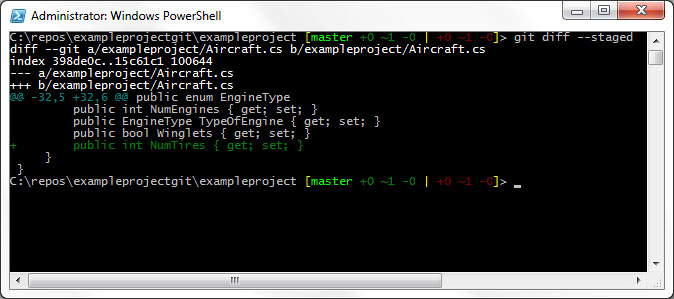 Administrator: Windows PowerShell
C:\repos\exampleprojectgit\exampleproject [master +0 ~1 -0 | +0 ~1 -0]> git diff --staged
diff --git a/exampleproject/Aircraft.cs b/exampleproject/Aircraft.cs
index 398de0c..15c61c1 100644
--- a/exampleproject/Aircraft.cs
+++ b/exampleproject/Aircraft.cs
@@ -32,5 +32,6 @@ public enum EngineType
         public int NumEngines { get; set; }
         public EngineType TypeOfEngine { get; set; }
         public bool Winglets { get; set; }
+        public int NumTires { get; set; }
     }
 }
C:\repos\exampleprojectgit\exampleproject [master +0 ~1 -0 | +0 ~1 -0]>